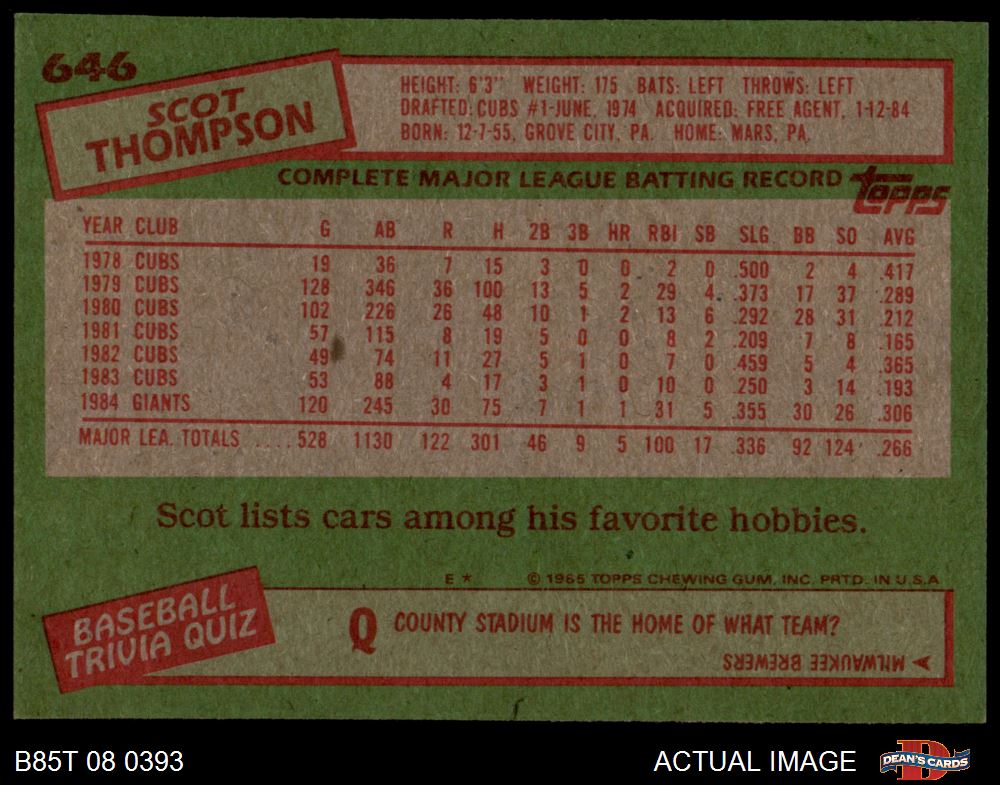 646
SCOT
THOMPSON
HEIGHT: 6'3" WEIGHT: 175 BATS: LEFT THROWS: LEFT
DRAFTED: CUBS #1-JUNE, 1974 ACQUIRED: FREE AGENT, 1-12-84
BORN: 12-7-55, GROVE CITY, PA. HOME: MARS, PA.
COMPLETE MAJOR LEAGUE BATTING RECORD topps
YEAR CLUB G AB R H 2B 3B HR RBI SB SLG BB SO AVG
1978 CUBS 19 36 7 15 3 0 0 2 0 .500 2 4 .417
1979 CUBS 128 346 36 100 13 5 2 29 4 .373 17 37 .289
1980 CUBS 102 226 26 48 10 1 2 13 6 .292 28 31 .212
1981 CUBS 57 115 8 19 5 0 0 8 2 .209 7 8 .165
1982 CUBS 49 74 11 27 5 1 0 7 0 .459 5 4 .365
1983 CUBS 53 88 4 17 3 1 0 10 0 .250 3 14 .193
1984 GIANTS 120 245 30 75 7 1 1 31 5 .355 30 26 .306
MAJOR LEA. TOTALS .... 528 1130 122 301 46 9 5 100 17 .336 92 124 .266
Scot lists cars among his favorite hobbies.
E * © 1985 TOPPS CHEWING GUM, INC. PRTD. IN U.S.A
BASEBALL
TRIVIA QUIZ
Q COUNTY STADIUM IS THE HOME OF WHAT TEAM?
MILWAUKEE BREWERS
B85T 08 0393 ACTUAL IMAGE D DEAN'S CARDS